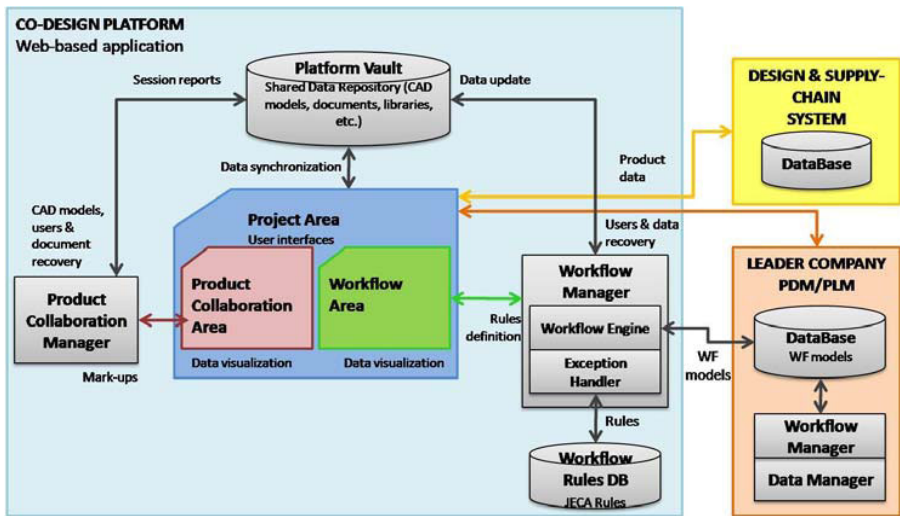 CO-DESIGN PLATFORM
Web-based application
Platform Vault
Shared Data Repository (CAD
models, documents, libraries,
etc.)
Session reports
Data update
Data synchronization
DESIGN & SUPPLY-
CHAIN
SYSTEM
DataBase
Product
data
CAD models,
users &
document
recovery
Project Area
User interfaces
Users & data
recovery
Product
Collaboration
Manager
Mark-ups
Product
Collaboration
Area
Data visualization
Workflow
Area
Data visualization
Rules
definition
Workflow
Manager
Workflow Engine
Exception
Handler
WF
models
Rules
Workflow
Rules DB
JECA Rules
LEADER COMPANY
PDM/PLM
DataBase
WF models
Workflow
Manager
Data Manager